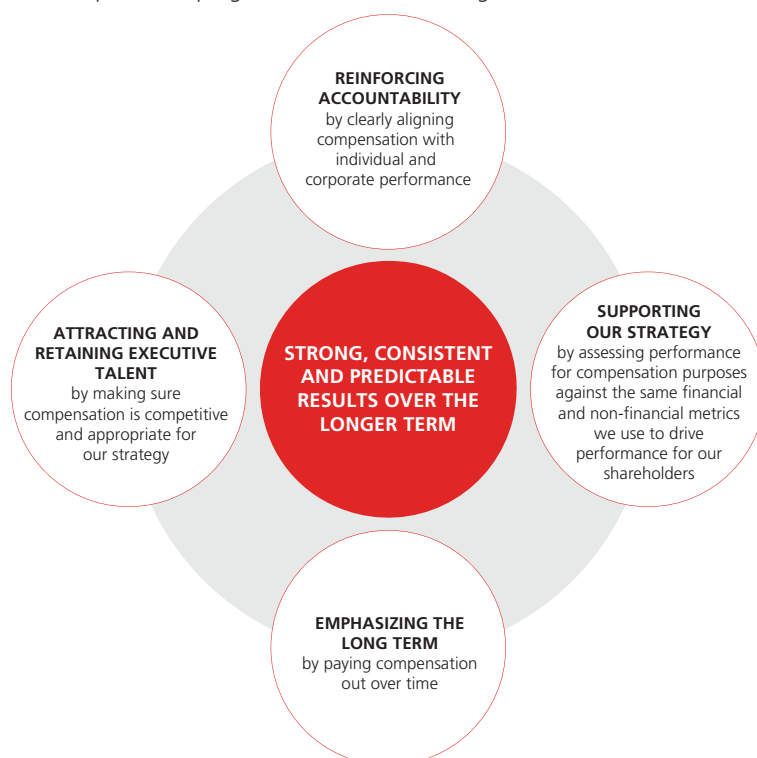 REINFORCING
ACCOUNTABILITY
by clearly aligning
compensation with
individual and
corporate performance
ATTRACTING AND
RETAINING EXECUTIVE
TALENT
by making sure
compensation is competitive
and appropriate for
our strategy
STRONG, CONSISTENT
AND PREDICTABLE
RESULTS OVER THE
LONGER TERM
SUPPORTING
OUR STRATEGY
by assessing performance
for compensation purposes
against the same financial
and non-financial metrics
we use to drive
performance for our
shareholders
EMPHASIZING THE
LONG TERM
by paying compensation
out over time